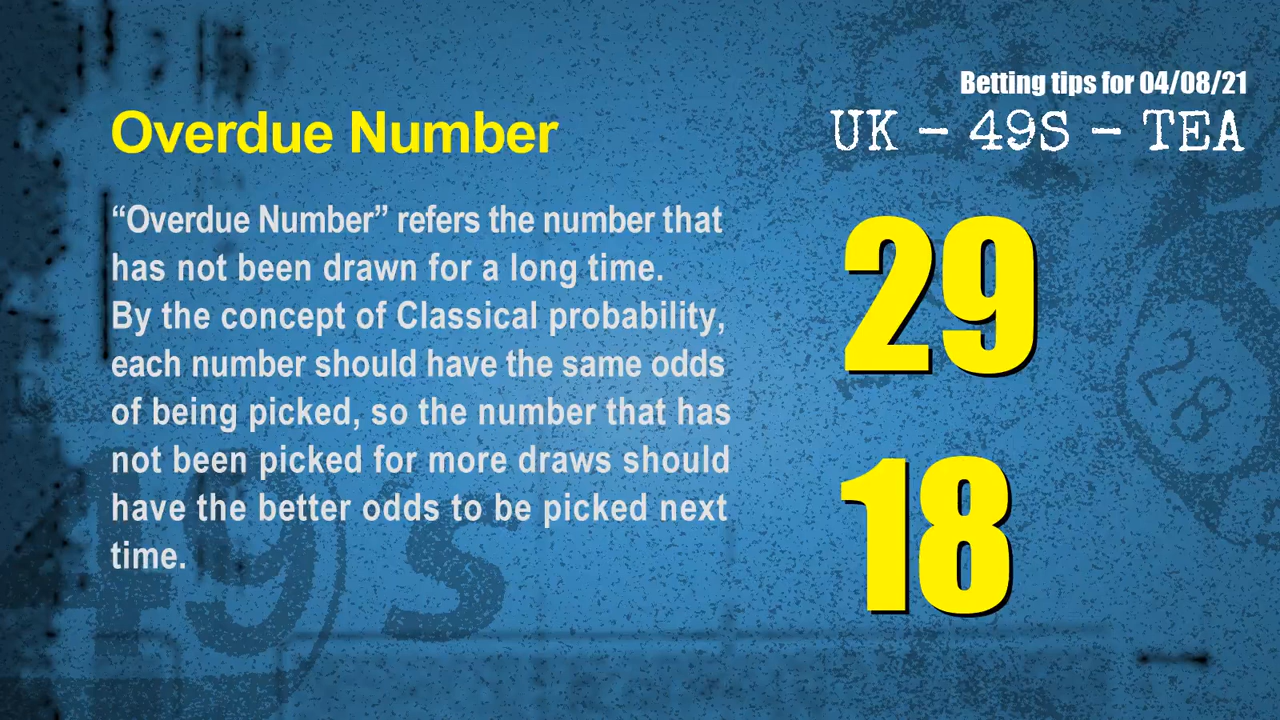 Betting tips for 04/08/21
UK - 49S - TEA
Overdue Number
“Overdue Number” refers the number that
has not been drawn for a long time.
By the concept of Classical probability,
each number should have the same odds
of being picked, so the number that has
not been picked for more draws should
have the better odds to be picked next
time.
29
18
28
49's